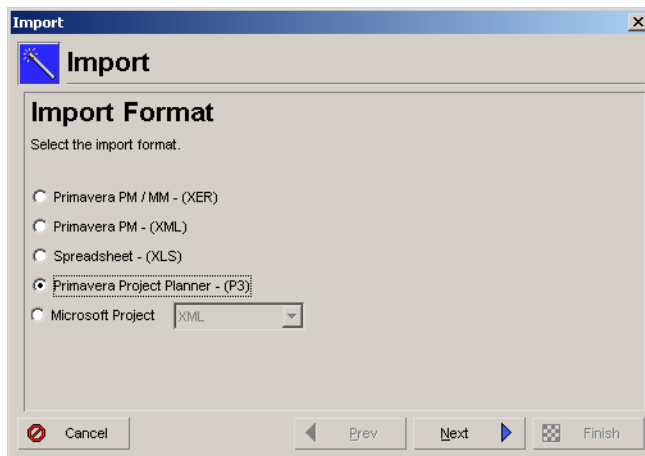 Import
Import
Import Format
Select the import format.
Primavera PM / MM - (XER)
Primavera PM - (XML)
Spreadsheet - (XLS)
Primavera Project Planner - (P3)
Microsoft Project XML
Cancel Prev Next Finish